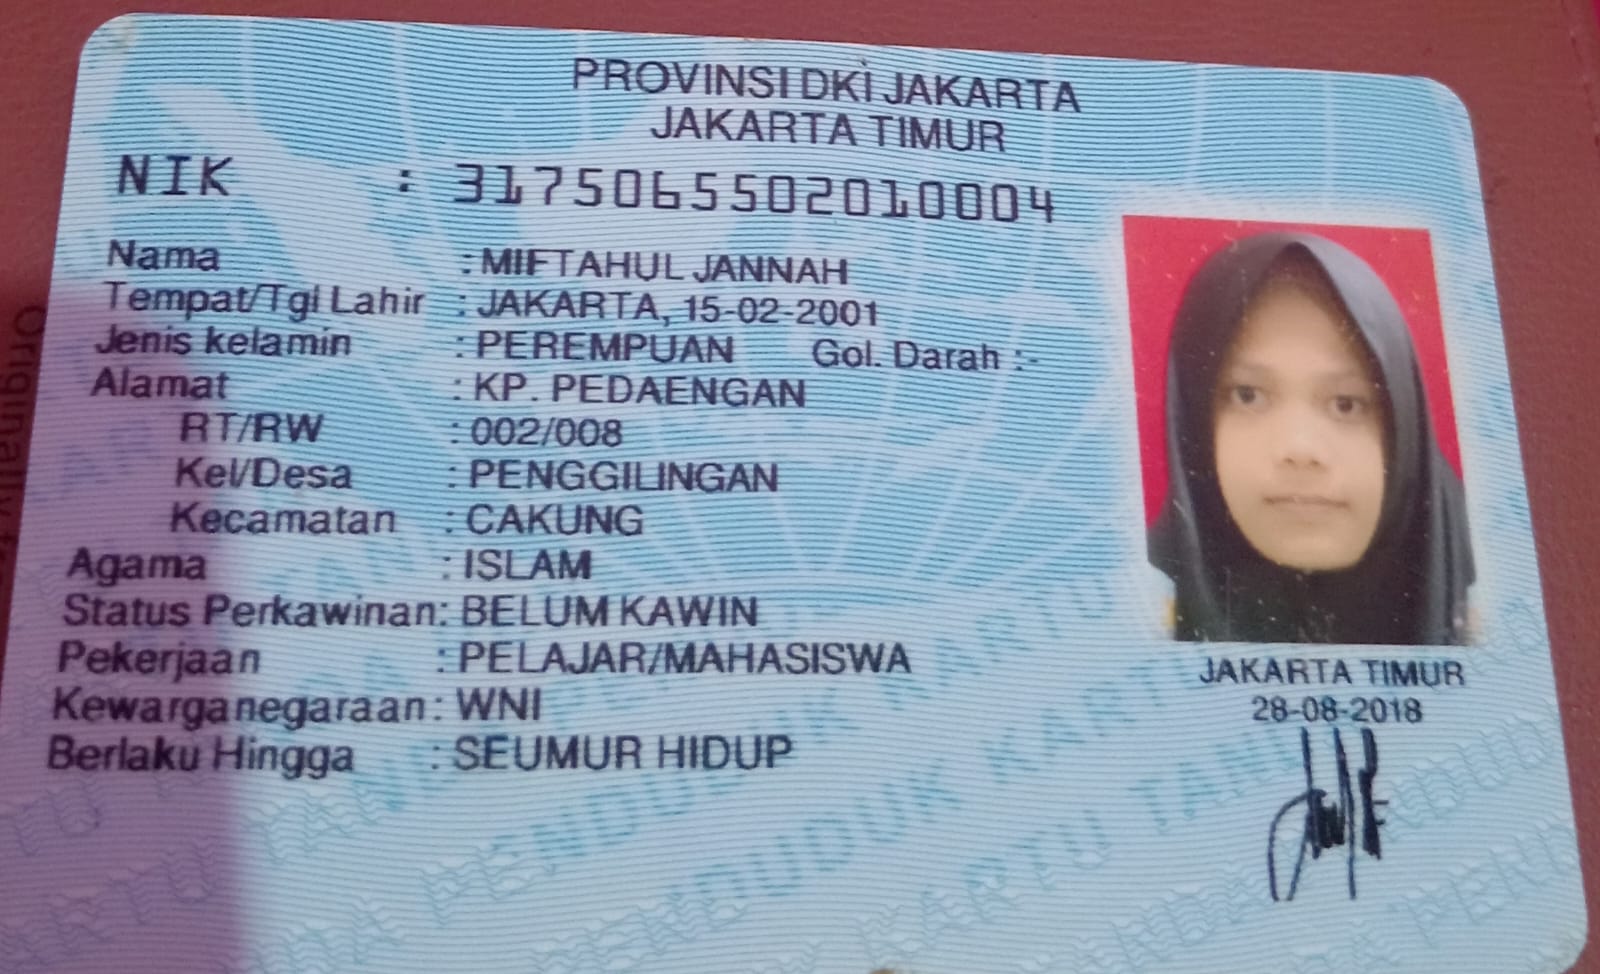 PROVINSI DKI JAKARTA
JAKARTA TIMUR
NIK : 3175065502010004
Nama : MIFTAHUL JANNAH
Tempat/Tgl Lahir : JAKARTA, 15-02-2001
Jenis kelamin : PEREMPUAN Gol. Darah :-
Alamat : KP. PEDAENGAN
RT/RW : 002/008
Kel/Desa : PENGGILINGAN
Kecamatan : CAKUNG
Agama : ISLAM
Status Perkawinan: BELUM KAWIN
Pekerjaan : PELAJAR/MAHASISWA
Kewarganegaraan: WNI
Berlaku Hingga : SEUMUR HIDUP
JAKARTA TIMUR
28-08-2018